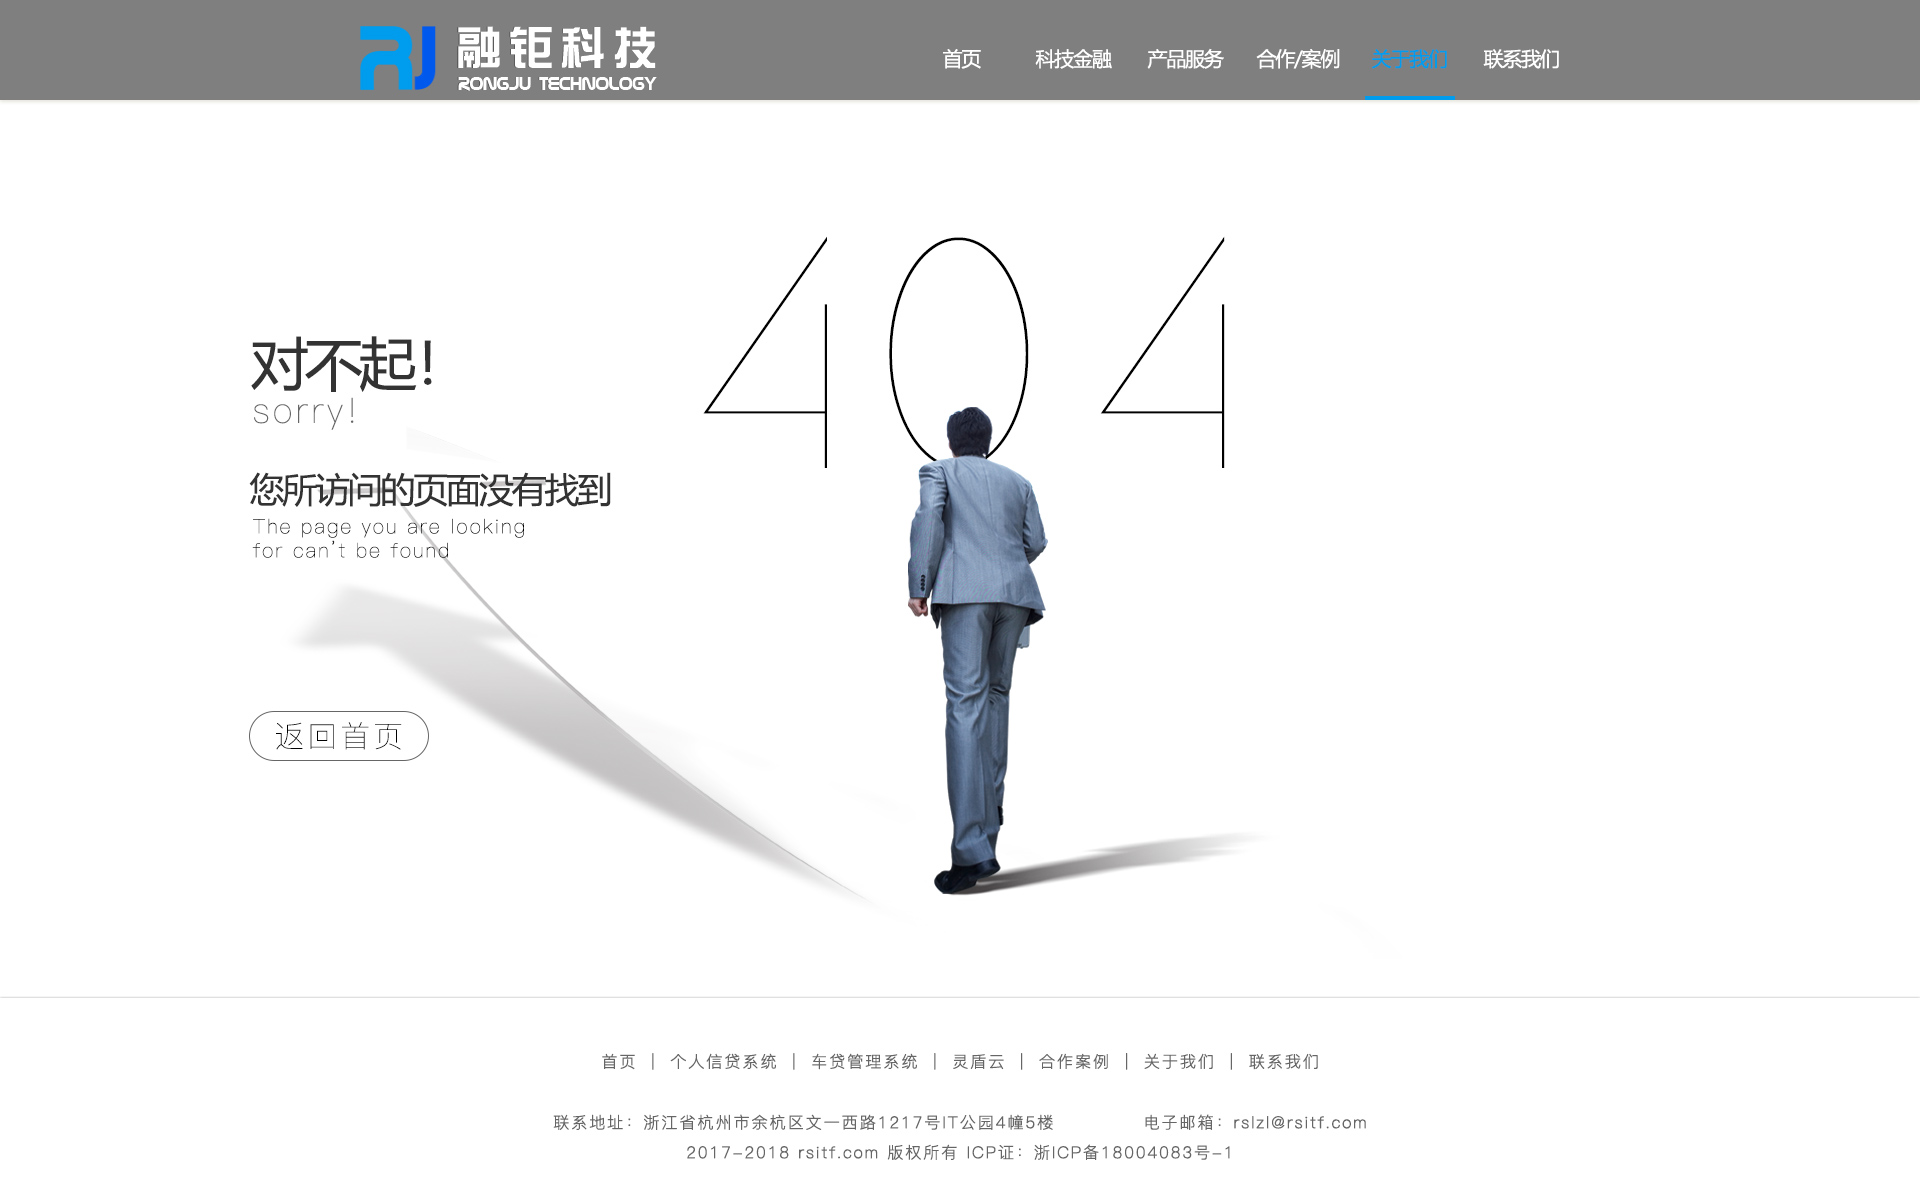 融钜科技
RONGJU TECHNOLOGY
首页 科技金融 产品服务 合作/案例 关于我们 联系我们
404
对不起!
sorry!
您所访问的页面没有找到
The page you are looking
for can't be found
返回首页
首页 | 个人信贷系统 | 车贷管理系统 | 灵盾云 | 合作案例 | 关于我们 | 联系我们
联系地址：浙江省杭州市余杭区文一西路1217号IT公园4幢5楼 电子邮箱：rslzl@rsitf.com
2017-2018 rsitf.com 版权所有 ICP证：浙ICP备18004083号-1